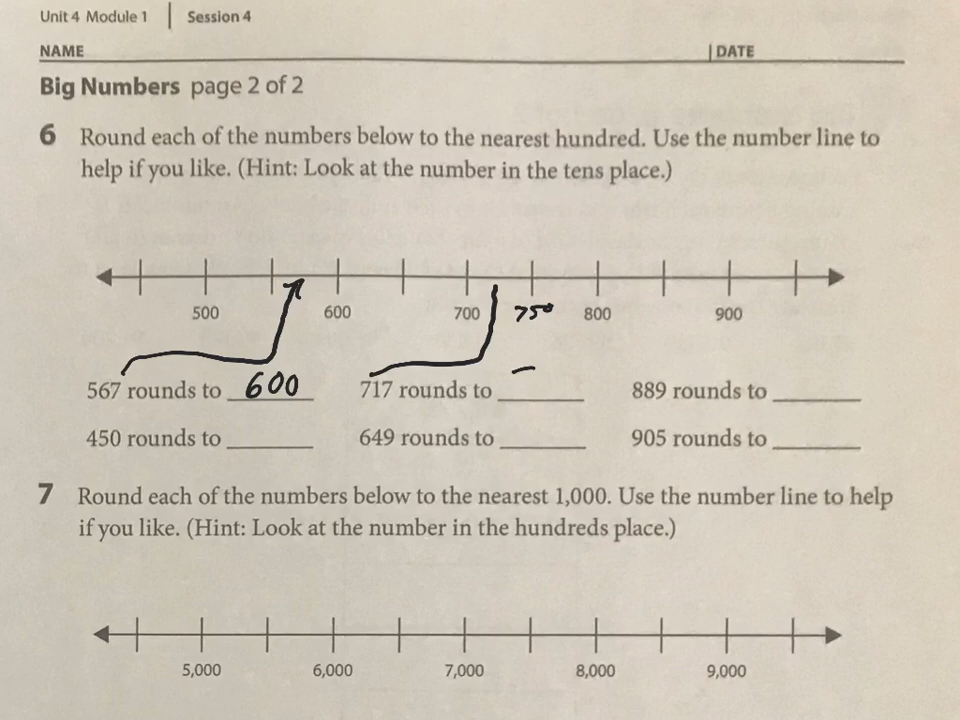 Unit 4 Module 1 | Session 4
NAME | DATE
Big Numbers page 2 of 2
6 Round each of the numbers below to the nearest hundred. Use the number line to
help if you like. (Hint: Look at the number in the tens place.)
500 600 700 750 800 900
567 rounds to 600 717 rounds to 889 rounds to
450 rounds to 649 rounds to 905 rounds to
7 Round each of the numbers below to the nearest 1,000. Use the number line to help
if you like. (Hint: Look at the number in the hundreds place.)
5,000 6,000 7,000 8,000 9,000